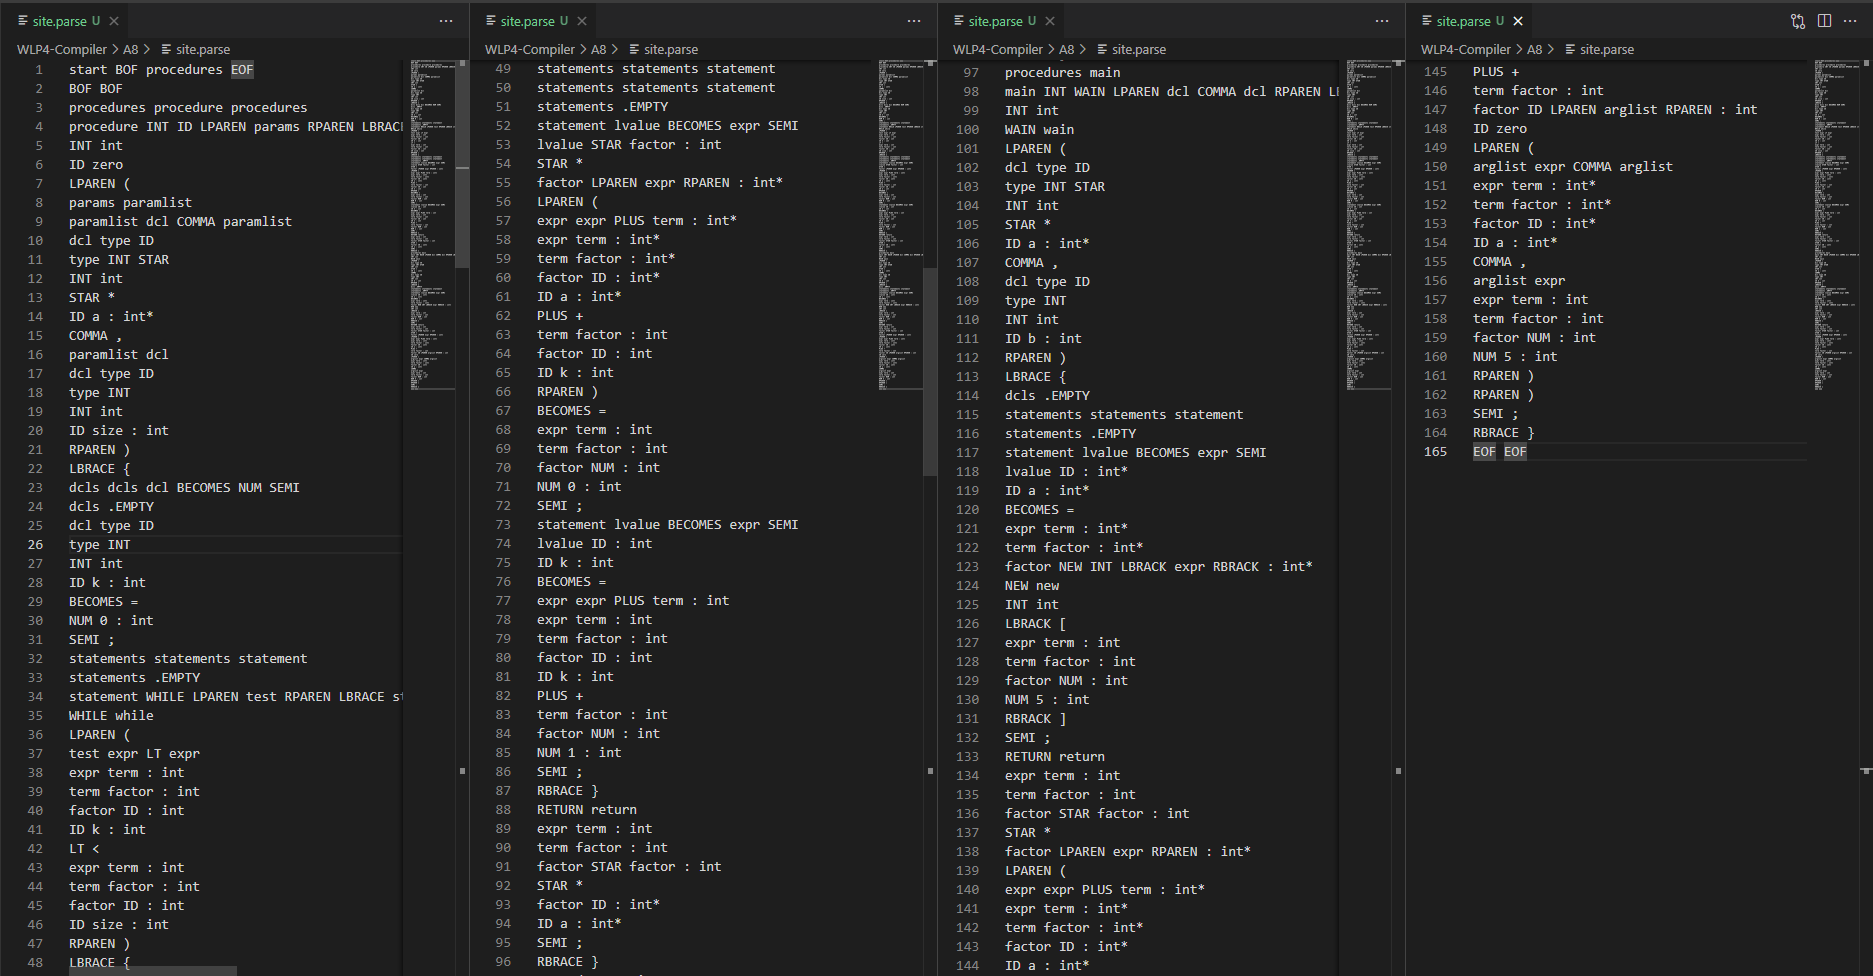 site.parse U
WLP4-Compiler > A8 > site.parse
1 start BOF procedures EOF
2 BOF BOF
3 procedures procedure procedures
4 procedure INT ID LPAREN params RPAREN LBRAC
5 INT int
6 ID zero
7 LPAREN (
8 params paramlist
9 paramlist dcl COMMA paramlist
10 dcl type ID
11 type INT STAR
12 INT int
13 STAR *
14 ID a : int*
15 COMMA ,
16 paramlist dcl
17 dcl type ID
18 type INT
19 INT int
20 ID size : int
21 RPAREN )
22 LBRACE {
23 dcls dcls dcl BECOMES NUM SEMI
24 dcls .EMPTY
25 dcl type ID
26 type INT
27 INT int
28 ID k : int
29 BECOMES =
30 NUM 0 : int
31 SEMI ;
32 statements statements statement
33 statements .EMPTY
34 statement WHILE LPAREN test RPAREN LBRACE st
35 WHILE while
36 LPAREN (
37 test expr LT expr
38 expr term : int
39 term factor : int
40 factor ID : int
41 ID k : int
42 LT <
43 expr term : int
44 term factor : int
45 factor ID : int
46 ID size : int
47 RPAREN )
48 LBRACE {
site.parse U
WLP4-Compiler > A8 > site.parse
49 statements statements statement
50 statements statements statement
51 statements .EMPTY
52 statement lvalue BECOMES expr SEMI
53 lvalue STAR factor : int
54 STAR *
55 factor LPAREN expr RPAREN : int*
56 LPAREN (
57 expr expr PLUS term : int*
58 expr term : int*
59 term factor : int*
60 factor ID : int*
61 ID a : int*
62 PLUS +
63 term factor : int
64 factor ID : int
65 ID k : int
66 RPAREN )
67 BECOMES =
68 expr term : int
69 term factor : int
70 factor NUM : int
71 NUM 0 : int
72 SEMI ;
73 statement lvalue BECOMES expr SEMI
74 lvalue ID : int
75 ID k : int
76 BECOMES =
77 expr expr PLUS term : int
78 expr term : int
79 term factor : int
80 factor ID : int
81 ID k : int
82 PLUS +
83 term factor : int
84 factor NUM : int
85 NUM 1 : int
86 SEMI ;
87 RBRACE }
88 RETURN return
89 expr term : int
90 term factor : int
91 factor STAR factor : int
92 STAR *
93 factor ID : int*
94 ID a : int*
95 SEMI ;
96 RBRACE }
site.parse U
WLP4-Compiler > A8 > site.parse
97 procedures main
98 main INT WAIN LPAREN dcl COMMA dcl RPAREN L
99 INT int
100 WAIN wain
101 LPAREN (
102 dcl type ID
103 type INT STAR
104 INT int
105 STAR *
106 ID a : int*
107 COMMA ,
108 dcl type ID
109 type INT
110 INT int
111 ID b : int
112 RPAREN )
113 LBRACE {
114 dcls .EMPTY
115 statements statements statement
116 statements .EMPTY
117 statement lvalue BECOMES expr SEMI
118 lvalue ID : int*
119 ID a : int*
120 BECOMES =
121 expr term : int*
122 term factor : int*
123 factor NEW INT LBRACK expr RBRACK : int*
124 NEW new
125 INT int
126 LBRACK [
127 expr term : int
128 term factor : int
129 factor NUM : int
130 NUM 5 : int
131 RBRACK ]
132 SEMI ;
133 RETURN return
134 expr term : int
135 term factor : int
136 factor STAR factor : int
137 STAR *
138 factor LPAREN expr RPAREN : int*
139 LPAREN (
140 expr expr PLUS term : int*
141 expr term : int*
142 term factor : int*
143 factor ID : int*
144 ID a : int*
site.parse U
WLP4-Compiler > A8 > site.parse
145 PLUS +
146 term factor : int
147 factor ID LPAREN arglist RPAREN : int
148 ID zero
149 LPAREN (
150 arglist expr COMMA arglist
151 expr term : int*
152 term factor : int*
153 factor ID : int*
154 ID a : int*
155 COMMA ,
156 arglist expr
157 expr term : int
158 term factor : int
159 factor NUM : int
160 NUM 5 : int
161 RPAREN )
162 RPAREN )
163 SEMI ;
164 RBRACE }
165 EOF EOF